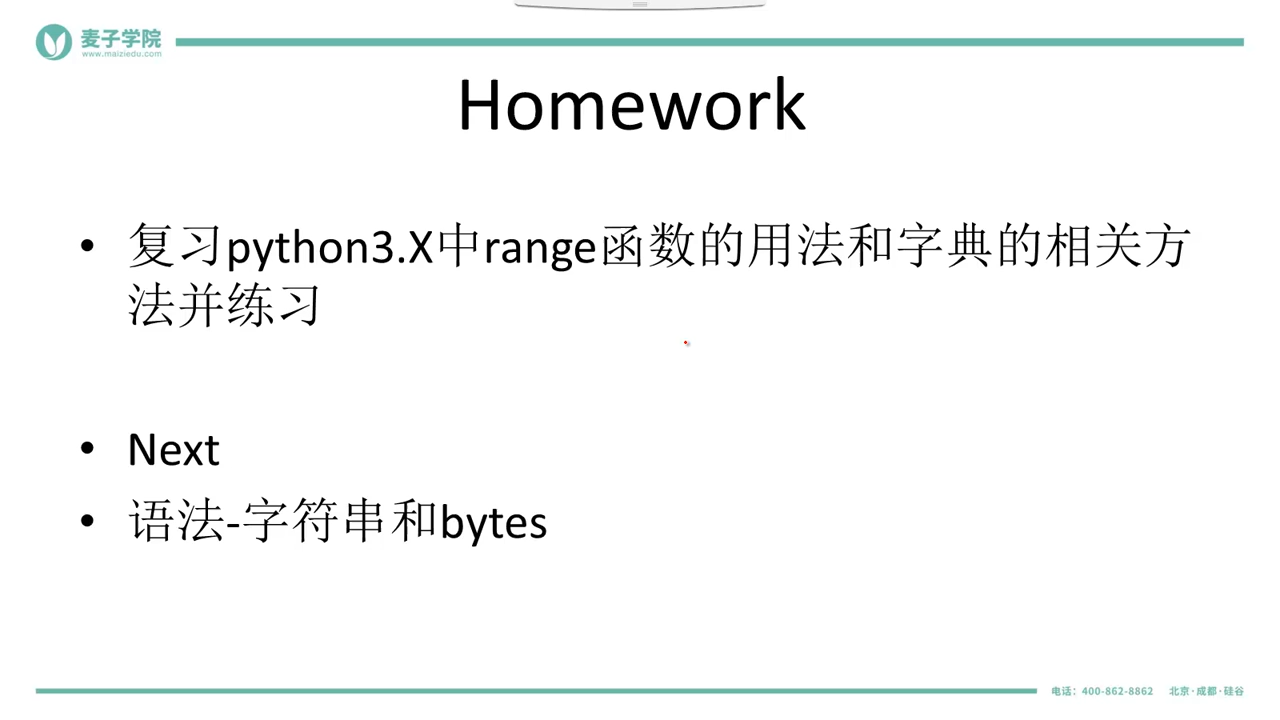 麦子学院
www.maiziedu.com
Homework
• 复习python3.X中range函数的用法和字典的相关方
法并练习
• Next
• 语法-字符串和bytes
电话：400-862-8862 北京·成都·硅谷